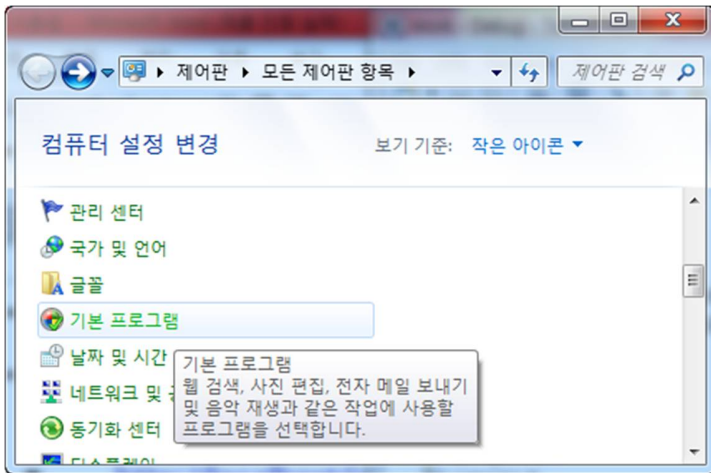 제어판 ▸ 모든 제어판 항목 ▸
제어판 검색
컴퓨터 설정 변경
보기 기준: 작은 아이콘
관리 센터
국가 및 언어
글꼴
기본 프로그램
날짜 및 시간
네트워크 및
동기화 센터
기본 프로그램
웹 검색, 사진 편집, 전자 메일 보내기
및 음악 재생과 같은 작업에 사용할
프로그램을 선택합니다.